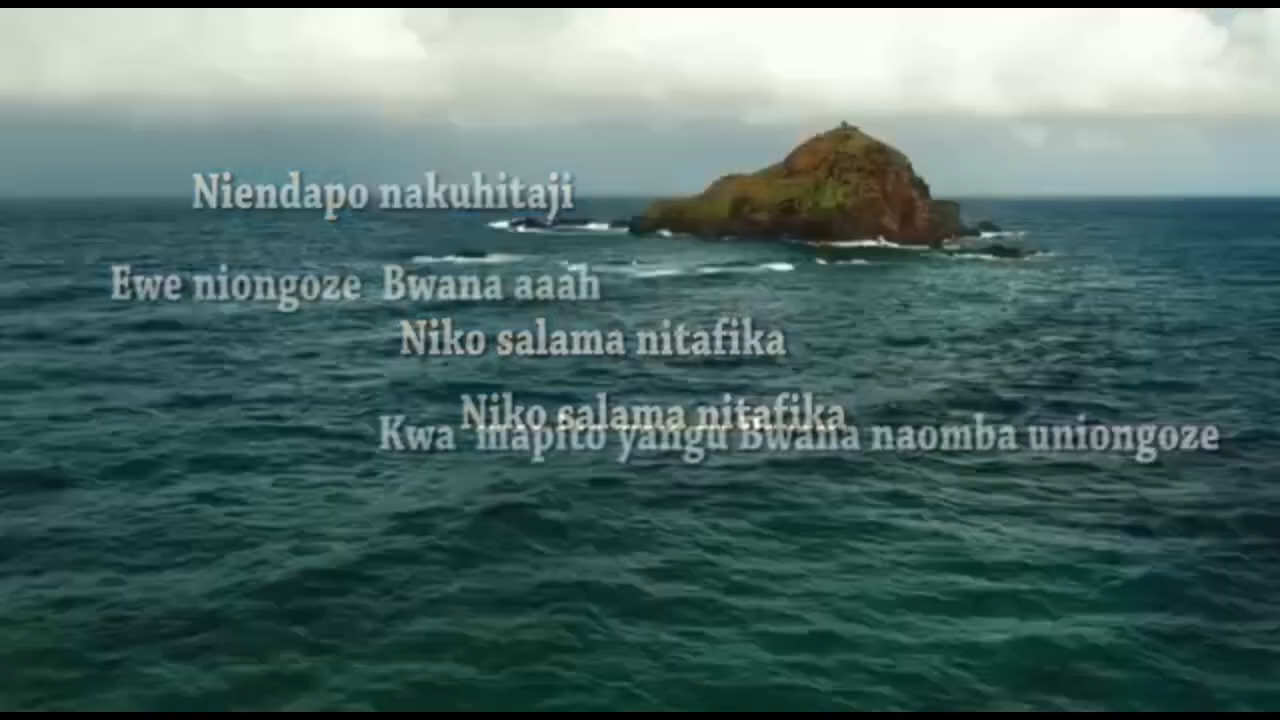 Niendapo nakuhitaji
Ewe niongoze Bwana aaah
Niko salama nitafika
Niko salama nitafika
Kwa mapito yangu Bwana naomba uniongoze